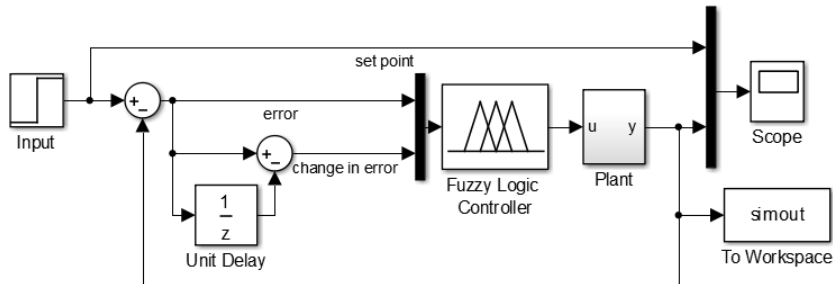 set point
Input
+
−
error
+
−
change in error
1
z
Unit Delay
Fuzzy Logic
Controller
u
y
Plant
Scope
simout
To Workspace